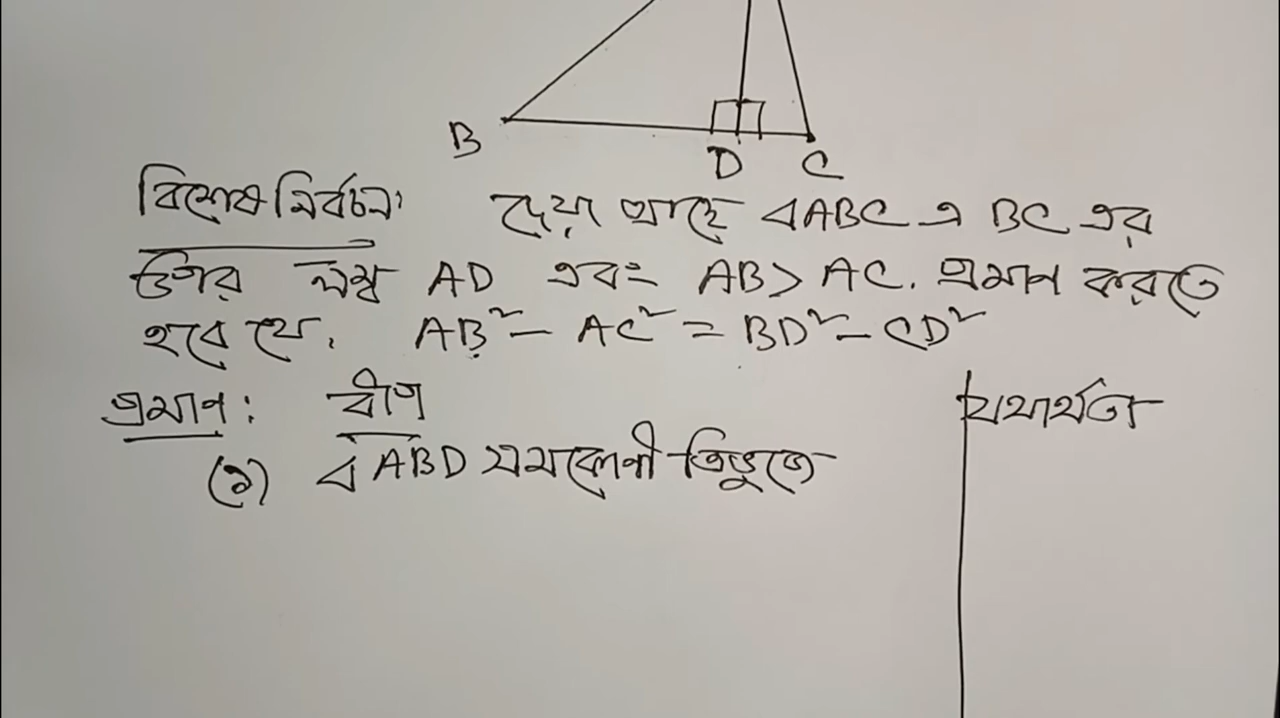 B
D C
বিশেষ নির্বচন: দেয়া আছে ⊿ABC এ BC এর
উপর লম্ব AD এবং AB > AC. প্রমাণ করতে
হবে যে, AB² – AC² = BD² – CD²
প্রমাণ: ধাপ যথার্থতা
(১) ⊿ABD সমকোণী ত্রিভুজে